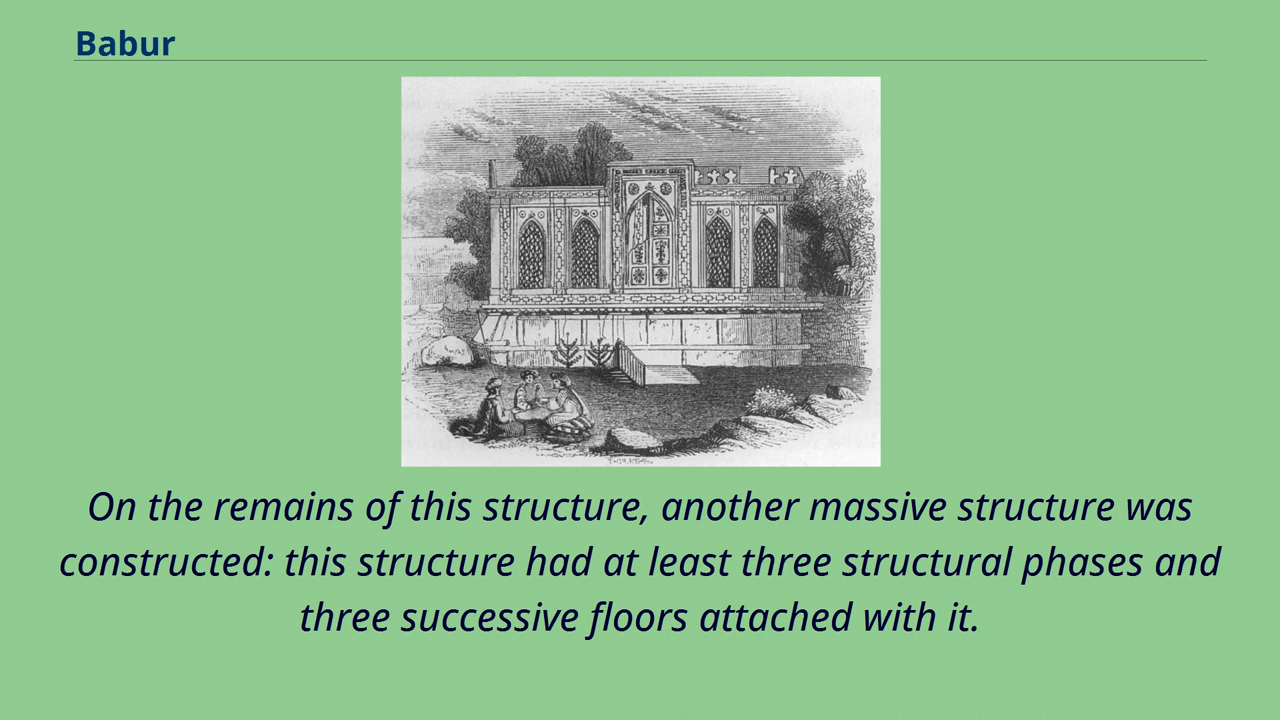 Babur
On the remains of this structure, another massive structure was
constructed: this structure had at least three structural phases and
three successive floors attached with it.